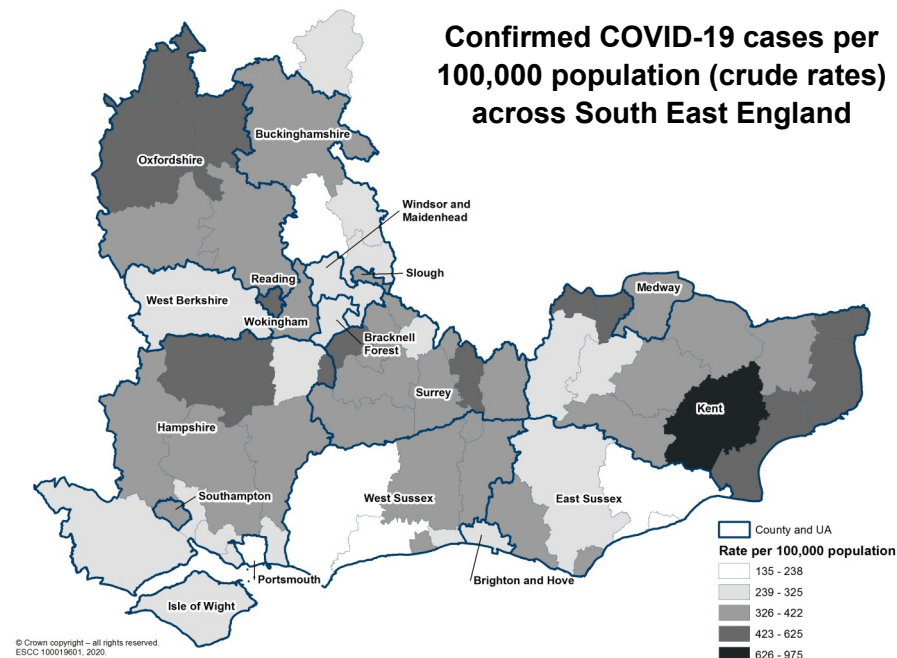 Confirmed COVID-19 cases per
100,000 population (crude rates)
across South East England
Buckinghamshire
Oxfordshire
Windsor and
Maidenhead
Slough
Reading
Medway
West Berkshire
Wokingham
Bracknell
Forest
Surrey
Kent
Hampshire
Southampton
West Sussex
East Sussex
Portsmouth
Brighton and Hove
Isle of Wight
County and UA
Rate per 100,000 population
135 - 238
239 - 325
326 - 422
423 - 625
626 - 975
© Crown copyright – all rights reserved.
ESCC 100019601, 2020.